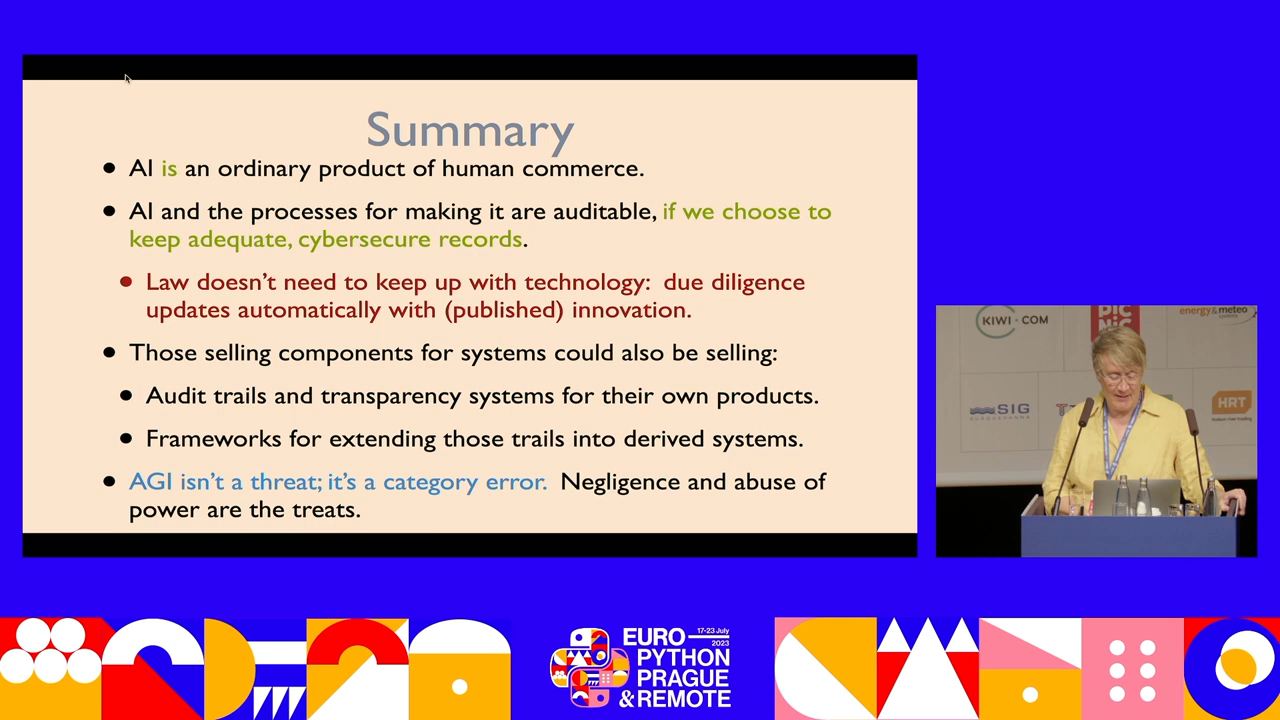 Summary
• AI is an ordinary product of human commerce.
• AI and the processes for making it are auditable, if we choose to
keep adequate, cybersecure records.
• Law doesn't need to keep up with technology: due diligence
updates automatically with (published) innovation.
• Those selling components for systems could also be selling:
• Audit trails and transparency systems for their own products.
• Frameworks for extending those trails into derived systems.
• AGI isn't a threat; it's a category error. Negligence and abuse of
power are the treats.
KIWI.COM
PIC
NIC
energy & meteo
systems
SIG
HRT
17-23 July
2023
EURO
PYTHON
PRAGUE
& REMOTE